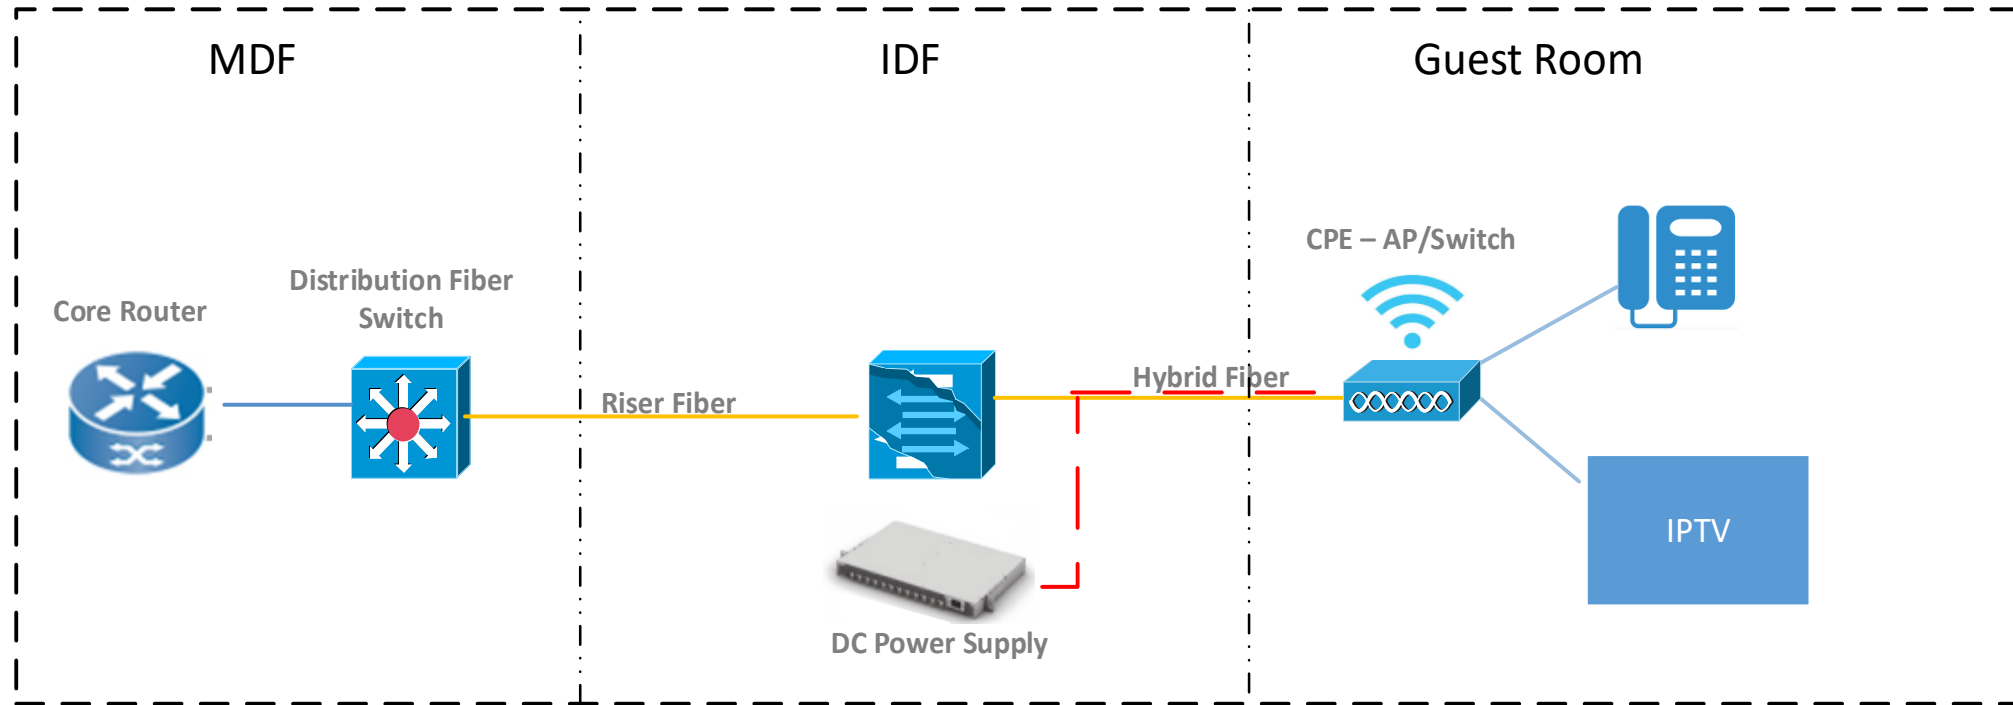 MDF
IDF
Guest Room
CPE – AP/Switch
Distribution Fiber
Switch
Core Router
Hybrid Fiber
Riser Fiber
IPTV
DC Power Supply